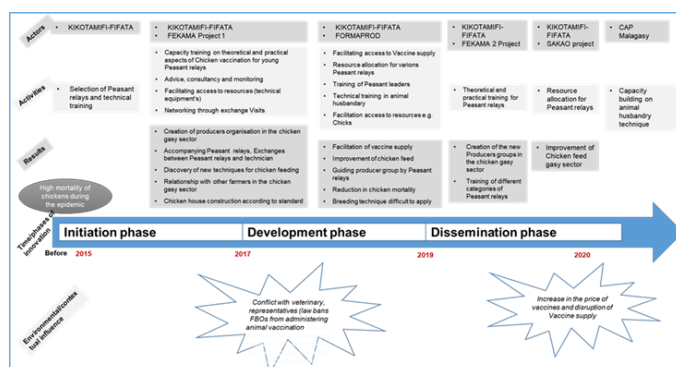 Actors
• KIKOTAMIFI-FIFATA
• KIKOTAMIFI-FIFATA
FEKAMA Project 1
• KIKOTAMIFI-FIFATA
FORMAPROD
• KIKOTAMIFI-
FIFATA
FEKAMA 2 Project
• KIKOTAMIFI-
FIFATA
SAKAO project
• CAP
Malagasy
Activities
• Selection of Peasant
relays and technical
training
• Capacity training on theoretical and practical
aspects of Chicken vaccination for young
Peasant relays
• Advice, consultancy and monitoring
• Facilitating access to resources (technical
equipment's)
• Networking through exchange Visits
• Facilitating access to Vaccine supply
• Resource allocation for varions Peasant
Relays
• Training of Peasant leaders
• Technical training in animal
husbandary
• Facilitation access to resources e.g.
Chicks
• Theoretical and
practical training for
Peasant relays
• Resource
allocation for
Peasant relays
• Capacity
building on
animal
husbandry
technique
Results
• Creation of producers organisation in the chicken
gasy sector
• Accompanying Peasant relays, Exchanges
between Peasant relays and technician
• Discovery of new techniques for chicken feeding
• Relationship with other farmers in the chicken
gasy sector
• Chicken house construction according to standard
• Facilitation of vaccine supply
• Improvement of chicken feed
• Guiding producer group by Peasant
relays
• Reduction in chicken mortality
• Breeding technique difficult to apply
• Creation of the new
Producers groups in
the chicken gasy
sector
• Training of different
categories of
Peasant relays
• Improvement of
Chicken feed
gasy sector
High mortality of
chickens during
the epidemic
Time/phases of
innovation
Initiation phase
Development phase
Dissemination phase
Before
2015
2017
2019
2020
Environmental/contex
tual influence
Conflict with veterinary,
representatives (law bans
FBOs from administering
animal vaccination
Increase in the price of
vaccines and disruption of
Vaccine supply